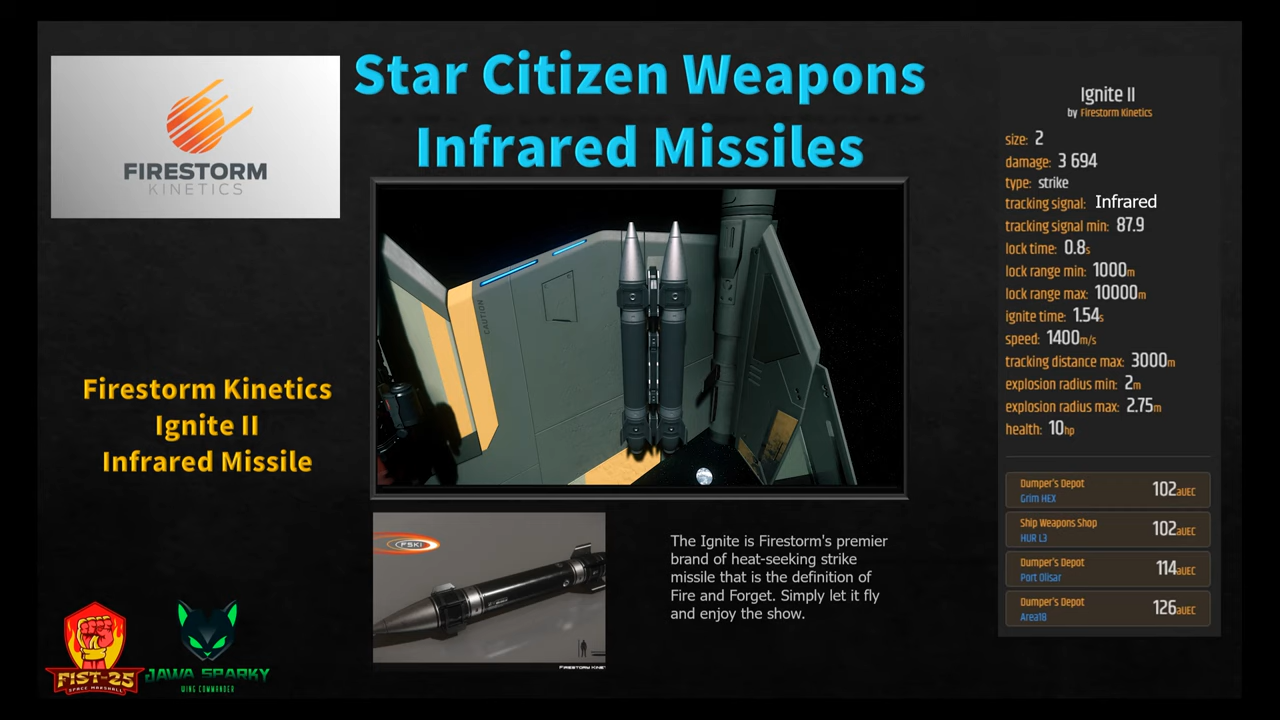 Star Citizen Weapons
Infrared Missiles
FIRESTORM
KINETICS
Firestorm Kinetics
Ignite II
Infrared Missile
CAUTION
FSKI
FIRESTORM KINE
The Ignite is Firestorm's premier
brand of heat-seeking strike
missile that is the definition of
Fire and Forget. Simply let it fly
and enjoy the show.
FIST-25
SPACE MARSHALL
JAWA SPARKY
WING COMMANDER
Ignite II
by Firestorm Kinetics
size: 2
damage: 3 694
type: strike
tracking signal: Infrared
tracking signal min: 87.9
lock time: 0.8s
lock range min: 1000m
lock range max: 10000m
ignite time: 1.54s
speed: 1400m/s
tracking distance max: 3000m
explosion radius min: 2m
explosion radius max: 2.75m
health: 10hp
Dumper's Depot
Grim HEX
102aUEC
Ship Weapons Shop
HUR L3
102aUEC
Dumper's Depot
Port Olisar
114aUEC
Dumper's Depot
Area18
126aUEC